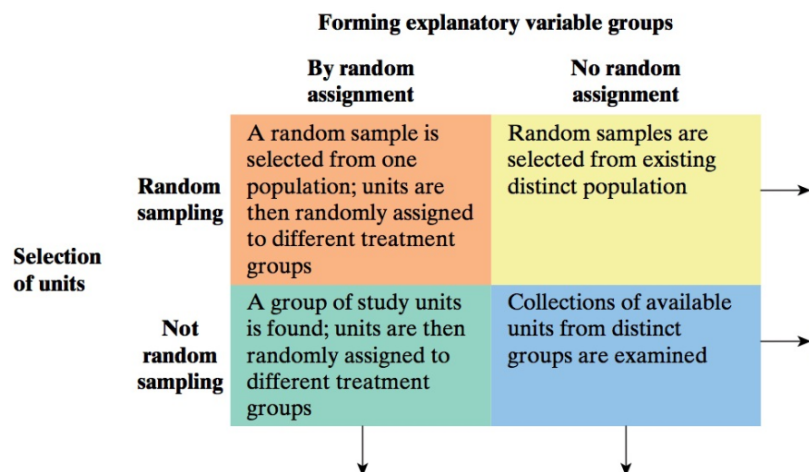 Forming explanatory variable groups
By random
assignment
No random
assignment
Selection
of units
Random
sampling
A random sample is
selected from one
population; units are
then randomly assigned
to different treatment
groups
Random samples are
selected from existing
distinct population
Not
random
sampling
A group of study units
is found; units are then
randomly assigned to
different treatment
groups
Collections of available
units from distinct
groups are examined